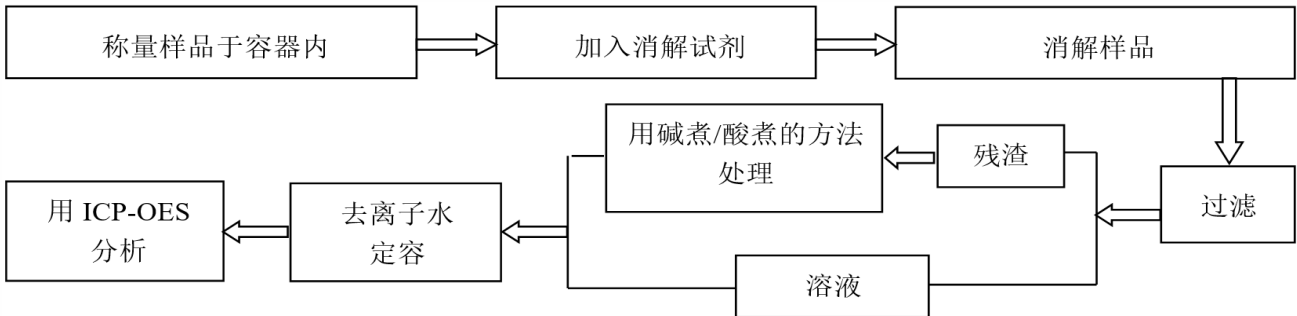 称量样品于容器内
加入消解试剂
消解样品
过滤
残渣
用碱煮/酸煮的方法
处理
溶液
去离子水
定容
用 ICP-OES
分析